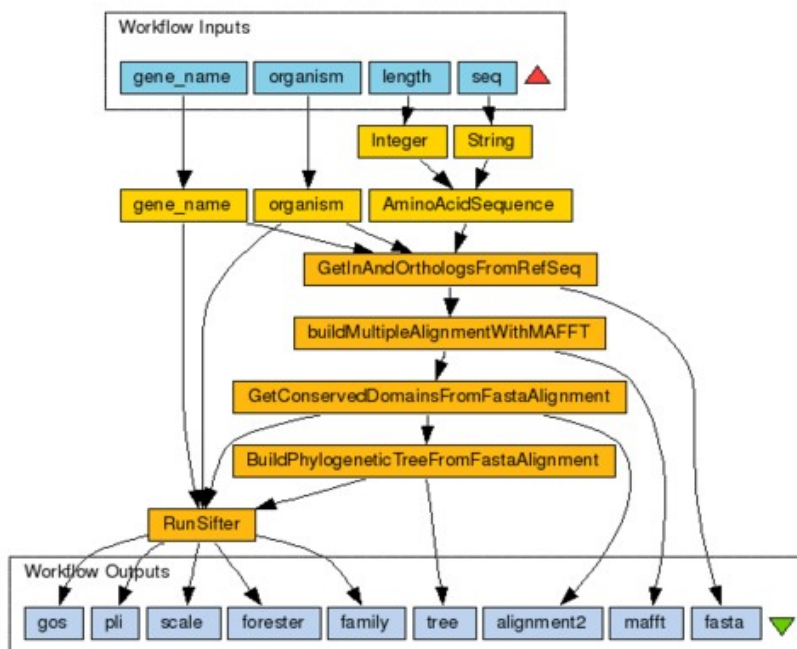 Workflow Inputs
gene_name organism length seq
Integer String
gene_name organism AminoAcidSequence
GetInAndOrthologsFromRefSeq
buildMultipleAlignmentWithMAFFT
GetConservedDomainsFromFastaAlignment
BuildPhylogeneticTreeFromFastaAlignment
RunSifter
Workflow Outputs
gos pli scale forester family tree alignment2 mafft fasta